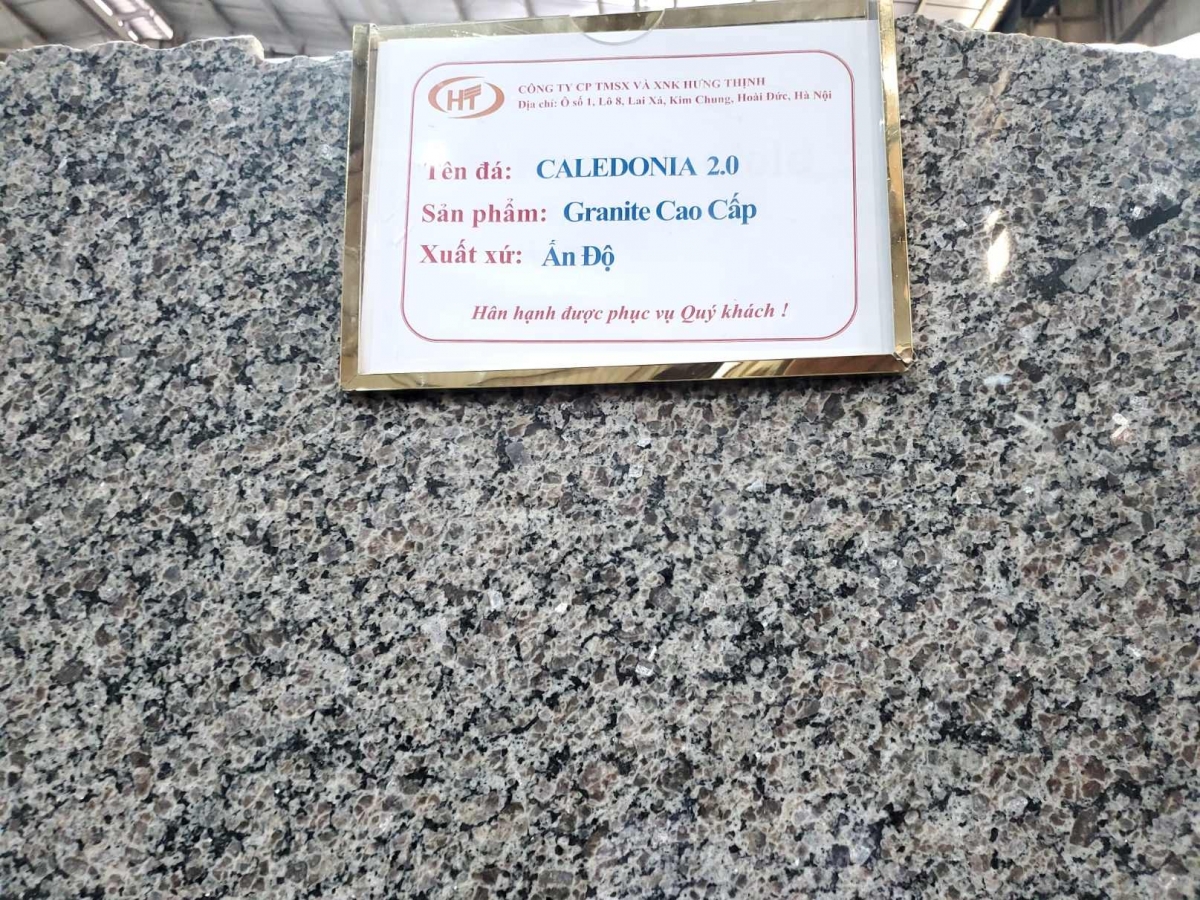 HT
CÔNG TY CP TMSX VÀ XNK HƯNG THỊNH
Địa chỉ: Ô số 1, Lô 8, Lai Xá, Kim Chung, Hoài Đức, Hà Nội
Tên đá: CALEDONIA 2.0
Sản phẩm: Granite Cao Cấp
Xuất xứ: Ấn Độ
Hân hạnh được phục vụ Quý khách !